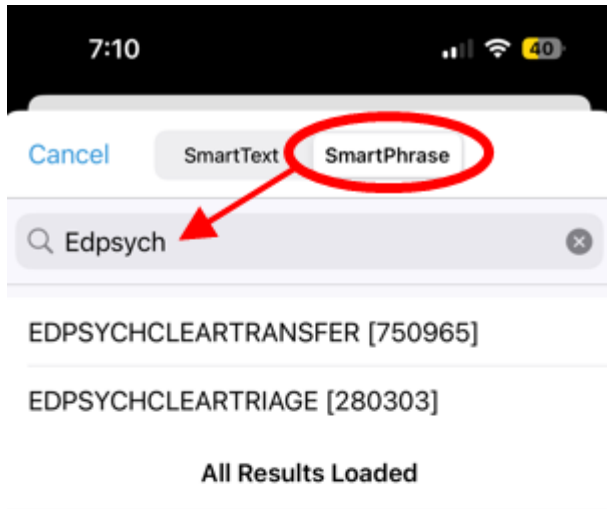 7:10 40
Cancel SmartText SmartPhrase
Edpsych
EDPSYCHCLEARTRANSFER [750965]
EDPSYCHCLEARTRIAGE [280303]
All Results Loaded